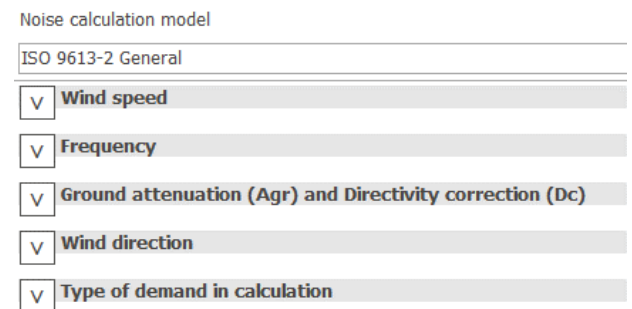 Noise calculation model
ISO 9613-2 General
V Wind speed
V Frequency
V Ground attenuation (Agr) and Directivity correction (Dc)
V Wind direction
V Type of demand in calculation